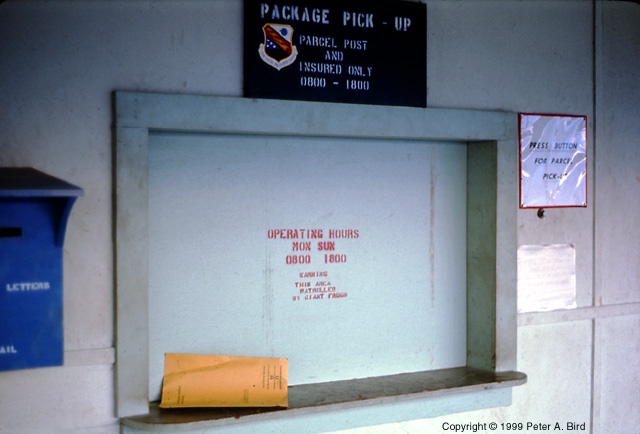 PACKAGE PICK - UP
PARCEL POST
AND
INSURED ONLY
0800 - 1800
PRESS BUTTON
FOR PARCEL
PICK-UP
OPERATING HOURS
MON SUN
0800 1800
WARNING
THIS AREA
PATROLLED
BY GIANT FROGS
LETTERS
AIL
Copyright © 1999 Peter A. Bird